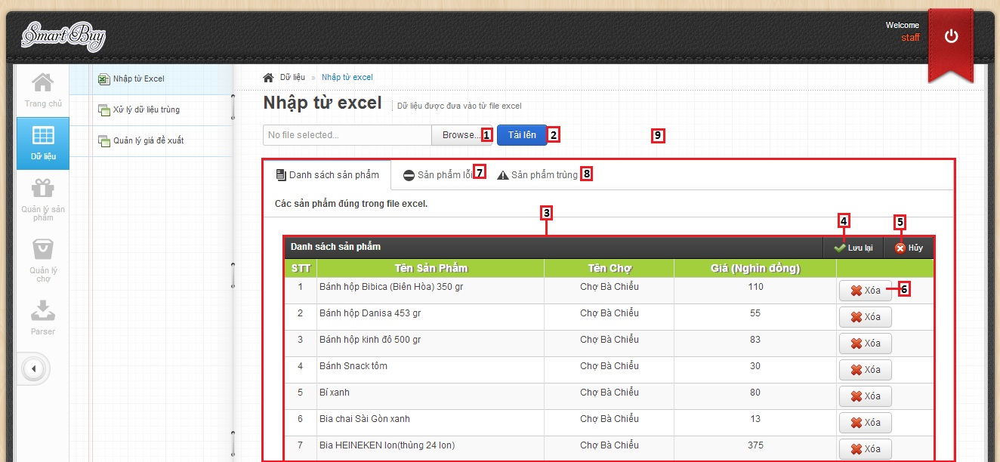 Smart Buy
Welcome
staff
Trang chủ
Dữ liệu
Quản lý sản phẩm
Quản lý chợ
Parser
Nhập từ Excel
Xử lý dữ liệu trùng
Quản lý giá đề xuất
Dữ liệu » Nhập từ excel
Nhập từ excel Dữ liệu được đưa vào từ file excel
No file selected... Browse... 1 Tải lên 2 9
Danh sách sản phẩm Sản phẩm lỗi 7 Sản phẩm trùng 8
Các sản phẩm đúng trong file excel.
3 4 5
Danh sách sản phẩm Lưu lại Hủy
STT Tên Sản Phẩm Tên Chợ Giá (Nghìn đồng)
1 Bánh hộp Bibica (Biên Hòa) 350 gr Chợ Bà Chiểu 110 Xóa 6
2 Bánh hộp Danisa 453 gr Chợ Bà Chiểu 55 Xóa
3 Bánh hộp kinh đô 500 gr Chợ Bà Chiểu 83 Xóa
4 Bánh Snack tôm Chợ Bà Chiểu 30 Xóa
5 Bí xanh Chợ Bà Chiểu 80 Xóa
6 Bia chai Sài Gòn xanh Chợ Bà Chiểu 13 Xóa
7 Bia HEINEKEN lon(thùng 24 lon) Chợ Bà Chiểu 375 Xóa